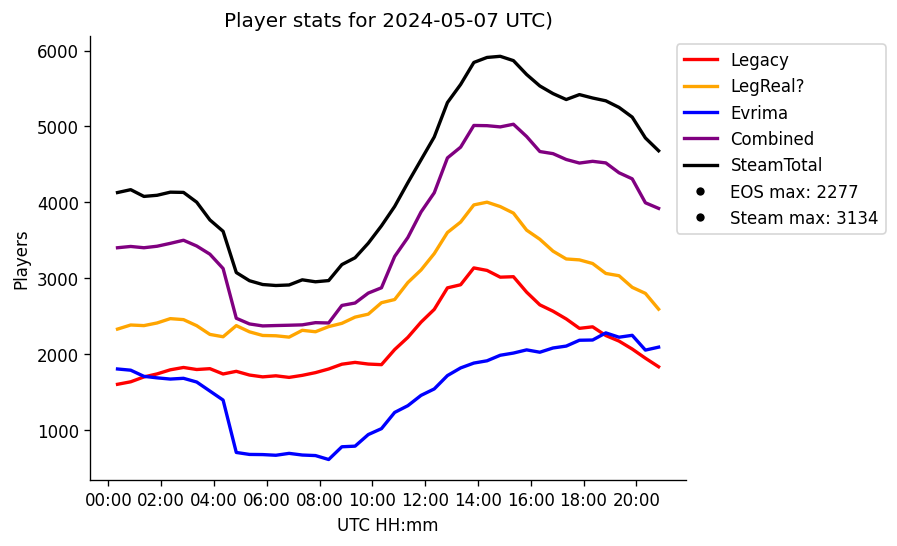 Player stats for 2024-05-07 UTC)
6000
5000
4000
3000
2000
1000
Players
00:00 02:00 04:00 06:00 08:00 10:00 12:00 14:00 16:00 18:00 20:00
UTC HH:mm
Legacy
LegReal?
Evrima
Combined
SteamTotal
EOS max: 2277
Steam max: 3134